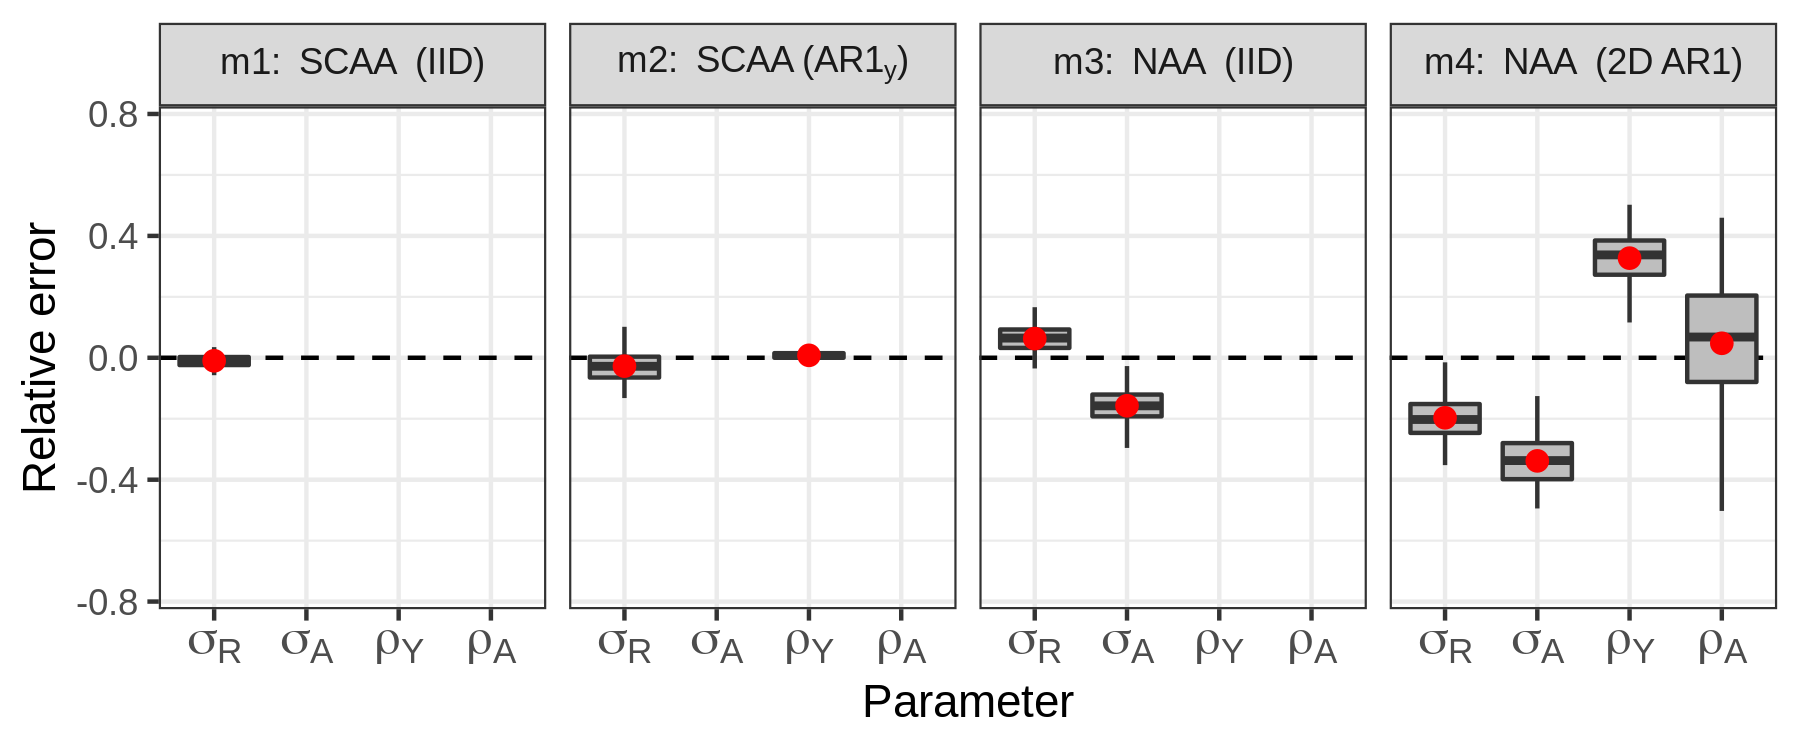 m1: SCAA (IID) m2: SCAA (AR1y) m3: NAA (IID) m4: NAA (2D AR1)
0.8
0.4
0.0
-0.4
-0.8
Relative error
σR σA ρY ρA σR σA ρY ρA σR σA ρY ρA σR σA ρY ρA
Parameter